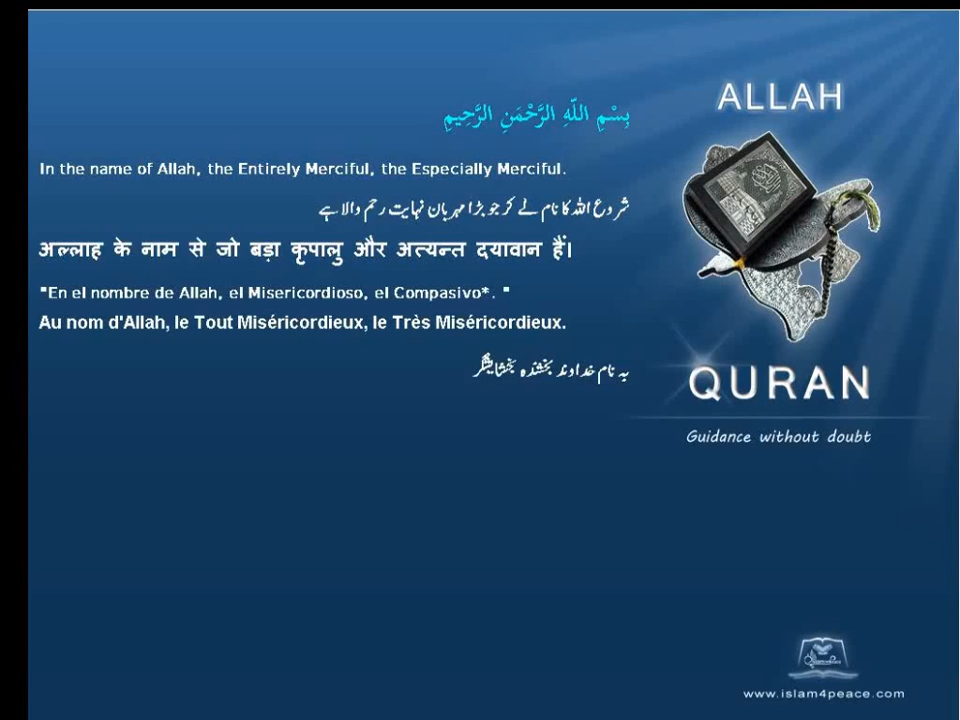 بِسْمِ اللَّهِ الرَّحْمَنِ الرَّحِيمِ
In the name of Allah, the Entirely Merciful, the Especially Merciful.
شروع الله کا نام لے کر جو بڑا مہربان نہایت رحم والا ہے
अल्लाह के नाम से जो बड़ा कृपालु और अत्यन्त दयावान हैं।
"En el nombre de Allah, el Misericordioso, el Compasivo*. "
Au nom d'Allah, le Tout Miséricordieux, le Très Miséricordieux.
به نام خداوند بخشنده بخشایشگر
ALLAH
QURAN
Guidance without doubt
www.islam4peace.com